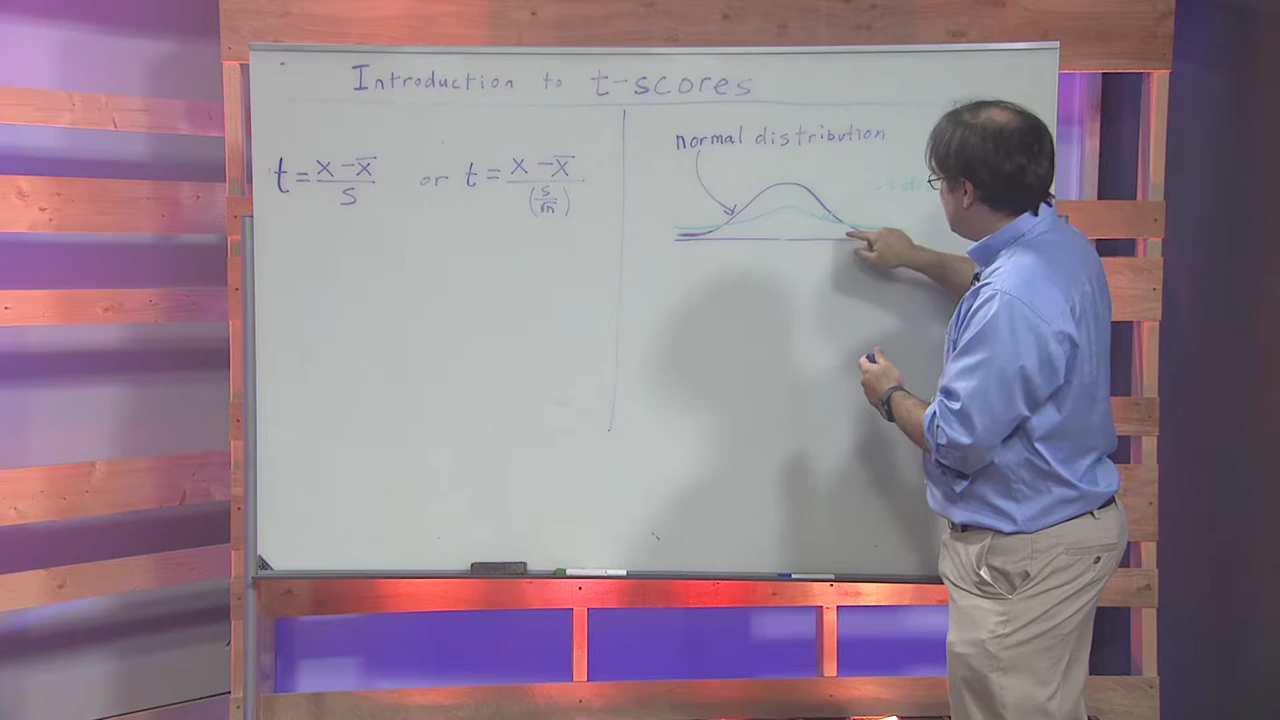 Introduction to t-scores
t = x - x̄ / s or t = x - x̄ / (s/√n)
normal distribution